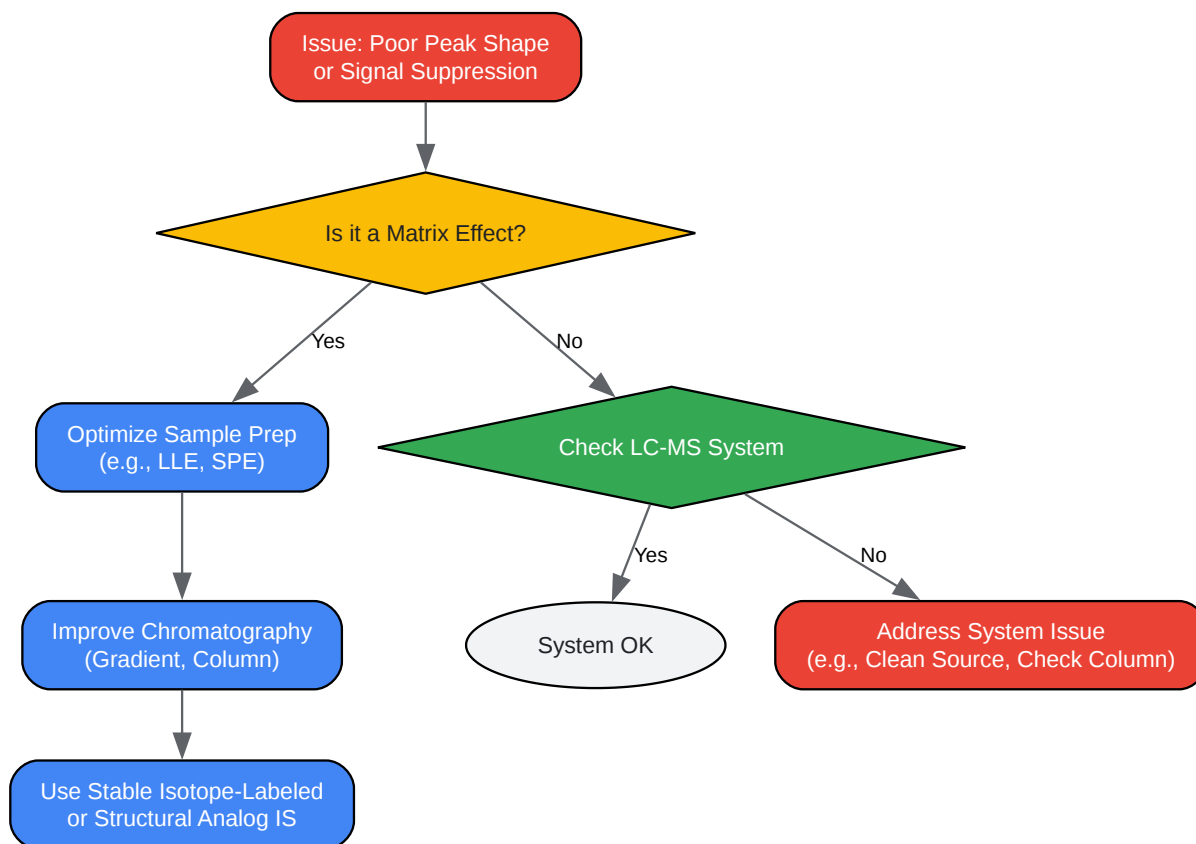 Issue: Poor Peak Shape
or Signal Suppression
Is it a Matrix Effect?
Yes
No
Optimize Sample Prep
(e.g., LLE, SPE)
Check LC-MS System
Yes
No
Improve Chromatography
(Gradient, Column)
System OK
Address System Issue
(e.g., Clean Source, Check Column)
Use Stable Isotope-Labeled
or Structural Analog IS